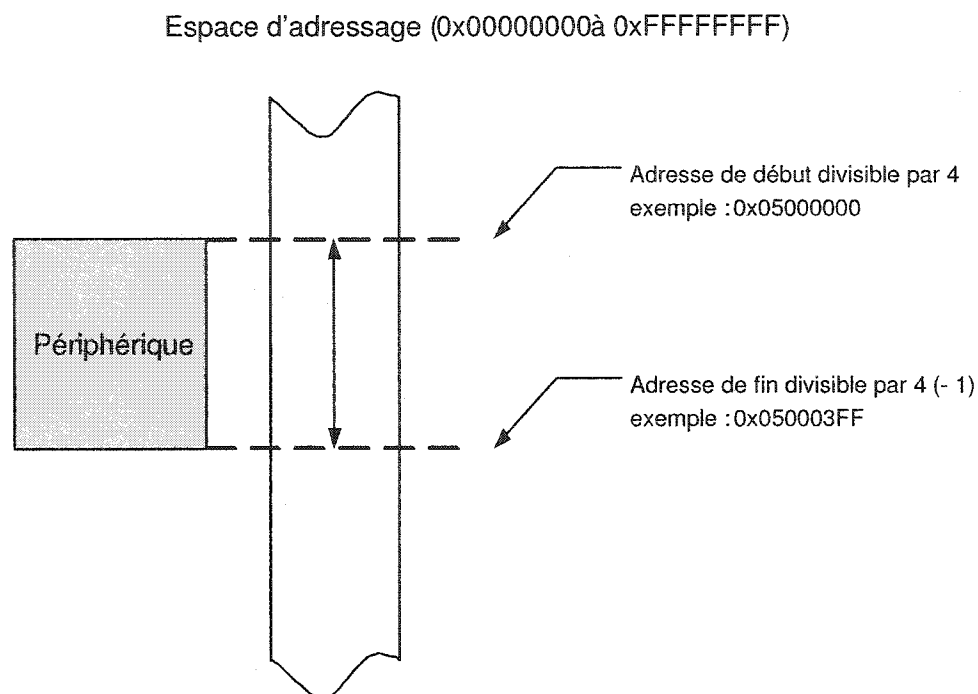 Espace d'adressage (0x00000000à 0xFFFFFFFF)
Adresse de début divisible par 4
exemple : 0x05000000
Périphérique
Adresse de fin divisible par 4 (- 1)
exemple : 0x050003FF